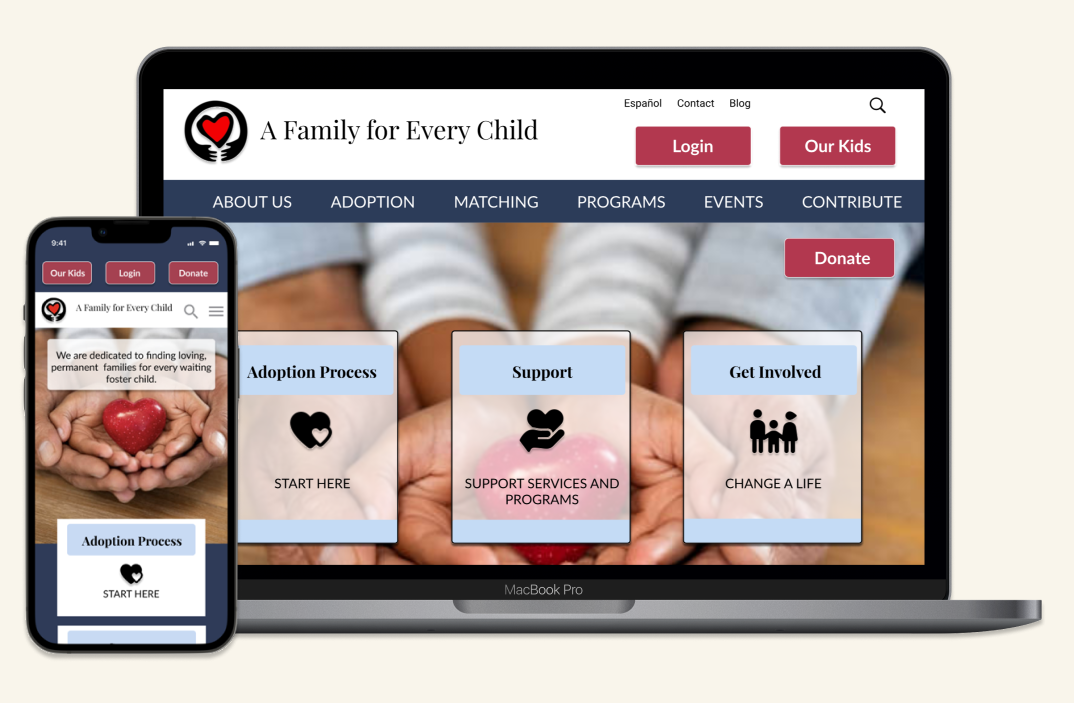 Español Contact Blog
A Family for Every Child
Login
Our Kids
ABOUT US ADOPTION MATCHING PROGRAMS EVENTS CONTRIBUTE
Donate
Adoption Process
START HERE
Support
SUPPORT SERVICES AND
PROGRAMS
Get Involved
CHANGE A LIFE
MacBook Pro
9:41
Our Kids Login Donate
A Family for Every Child
We are dedicated to finding loving,
permanent families for every waiting
foster child.
Adoption Process
START HERE